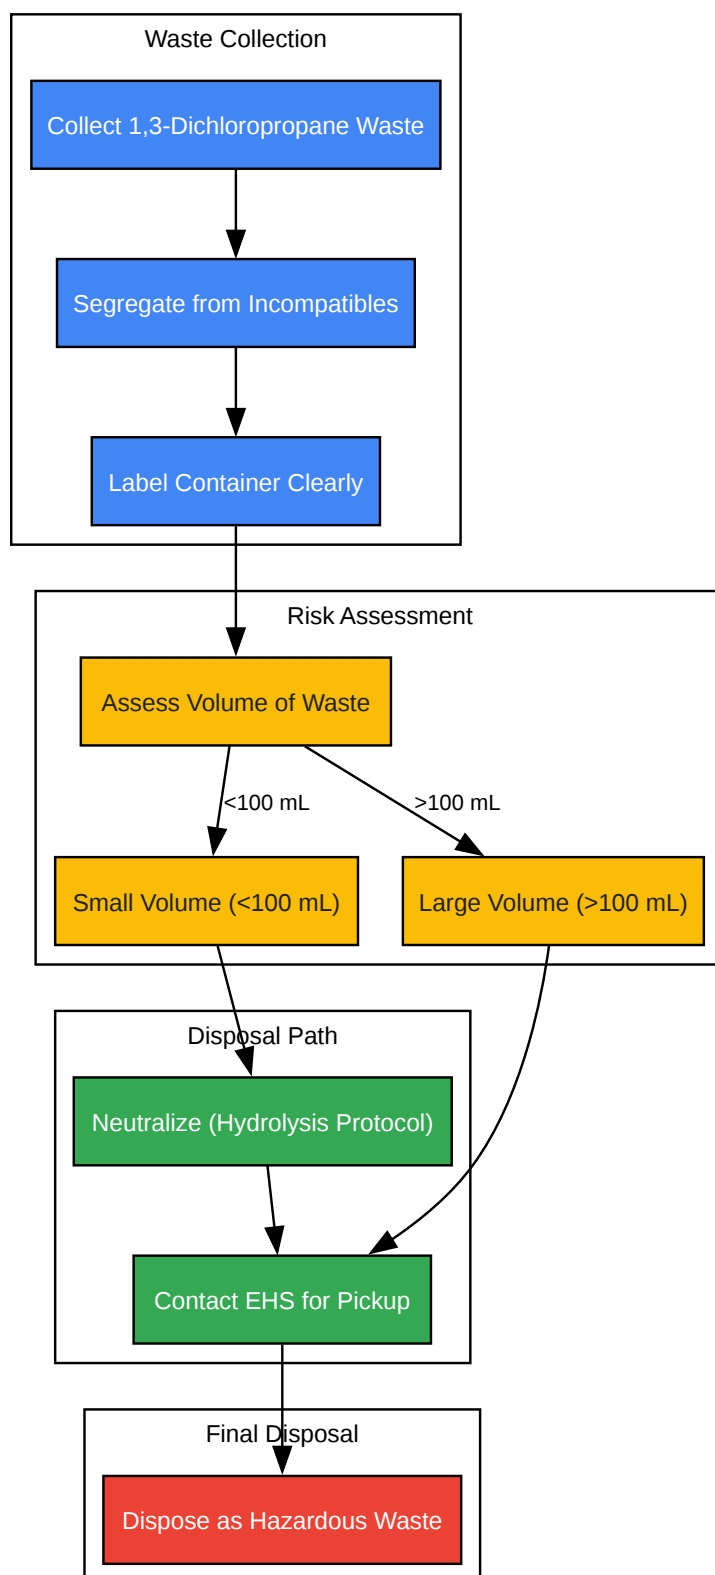 Waste Collection
Collect 1,3-Dichloropropane Waste
Segregate from Incompatibles
Label Container Clearly
Risk Assessment
Assess Volume of Waste
<100 mL
>100 mL
Small Volume (<100 mL)
Large Volume (>100 mL)
Disposal Path
Neutralize (Hydrolysis Protocol)
Contact EHS for Pickup
Final Disposal
Dispose as Hazardous Waste